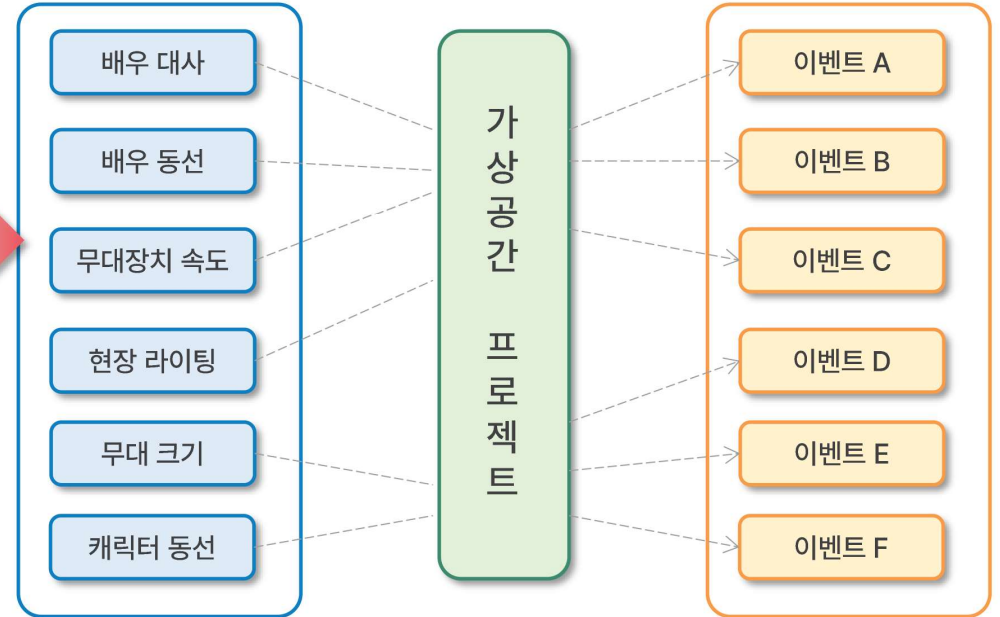 배우 대사
배우 동선
무대장치 속도
현장 라이팅
무대 크기
캐릭터 동선
가상공간 프로젝트
이벤트 A
이벤트 B
이벤트 C
이벤트 D
이벤트 E
이벤트 F